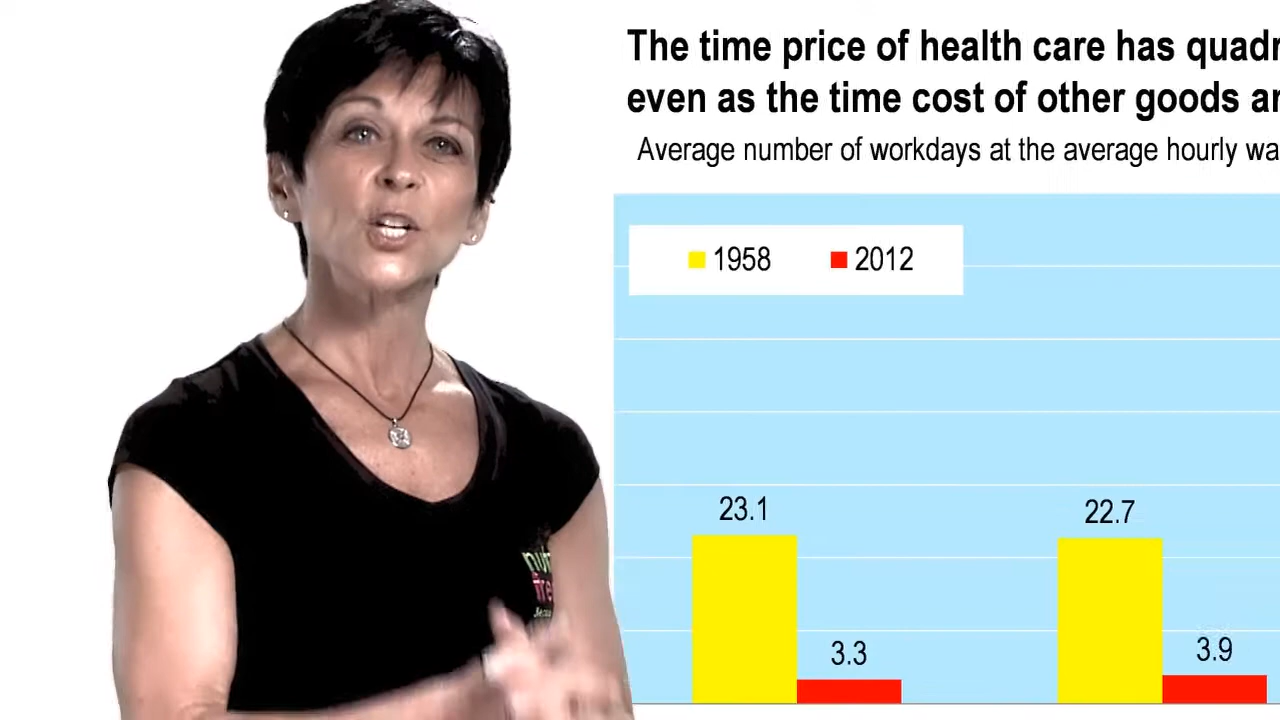 The time price of health care has quadr
even as the time cost of other goods ar
Average number of workdays at the average hourly wa
1958 2012
23.1
22.7
3.3
3.9